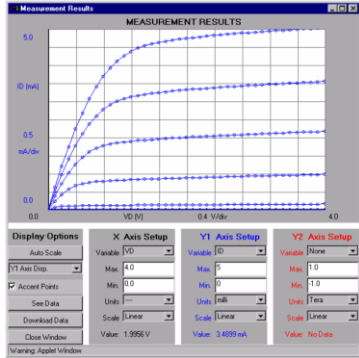 Measurement Results
MEASUREMENT RESULTS
5.0
ID (mA)
0.5
mA/div
0.0
0.0 VD (V) 0.4 V/div 4.0
Display Options
Auto Scale
Y1 Axis Disp.
Accent Points
See Data
Download Data
Close Window
X Axis Setup
Variable VD
Max. 4.0
Min. 0.0
Units ---
Scale Linear
Value: 1.9956 V
Y1 Axis Setup
Variable ID
Max 5
Min. 0
Units milli
Scale Linear
Value: 3.4899 mA
Y2 Axis Setup
Variable None
Max 1.0
Min. -1.0
Units Tera
Scale Linear
Value: No Data
Warning: Applet Window